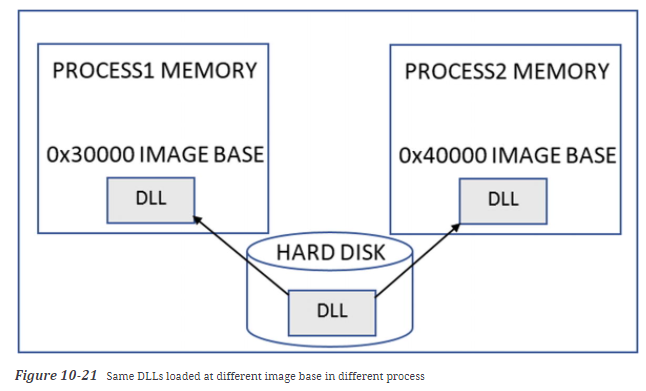 PROCESS1 MEMORY
0x30000 IMAGE BASE
DLL
PROCESS2 MEMORY
0x40000 IMAGE BASE
DLL
HARD DISK
DLL
Figure 10-21 Same DLLs loaded at different image base in different process